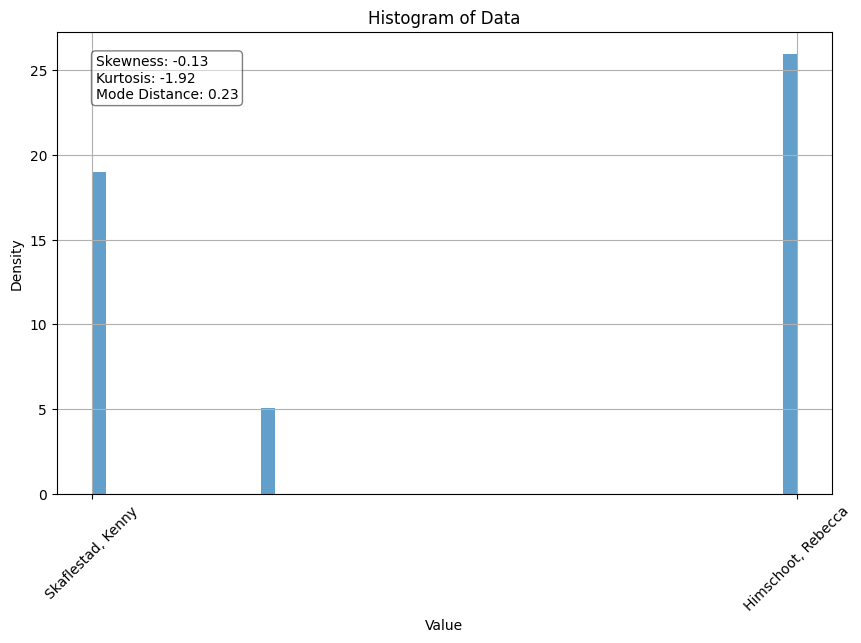 Histogram of Data
Skewness: -0.13
Kurtosis: -1.92
Mode Distance: 0.23
Density
25
20
15
10
5
0
Skaflestad, Kenny
Himschoot, Rebecca
Value